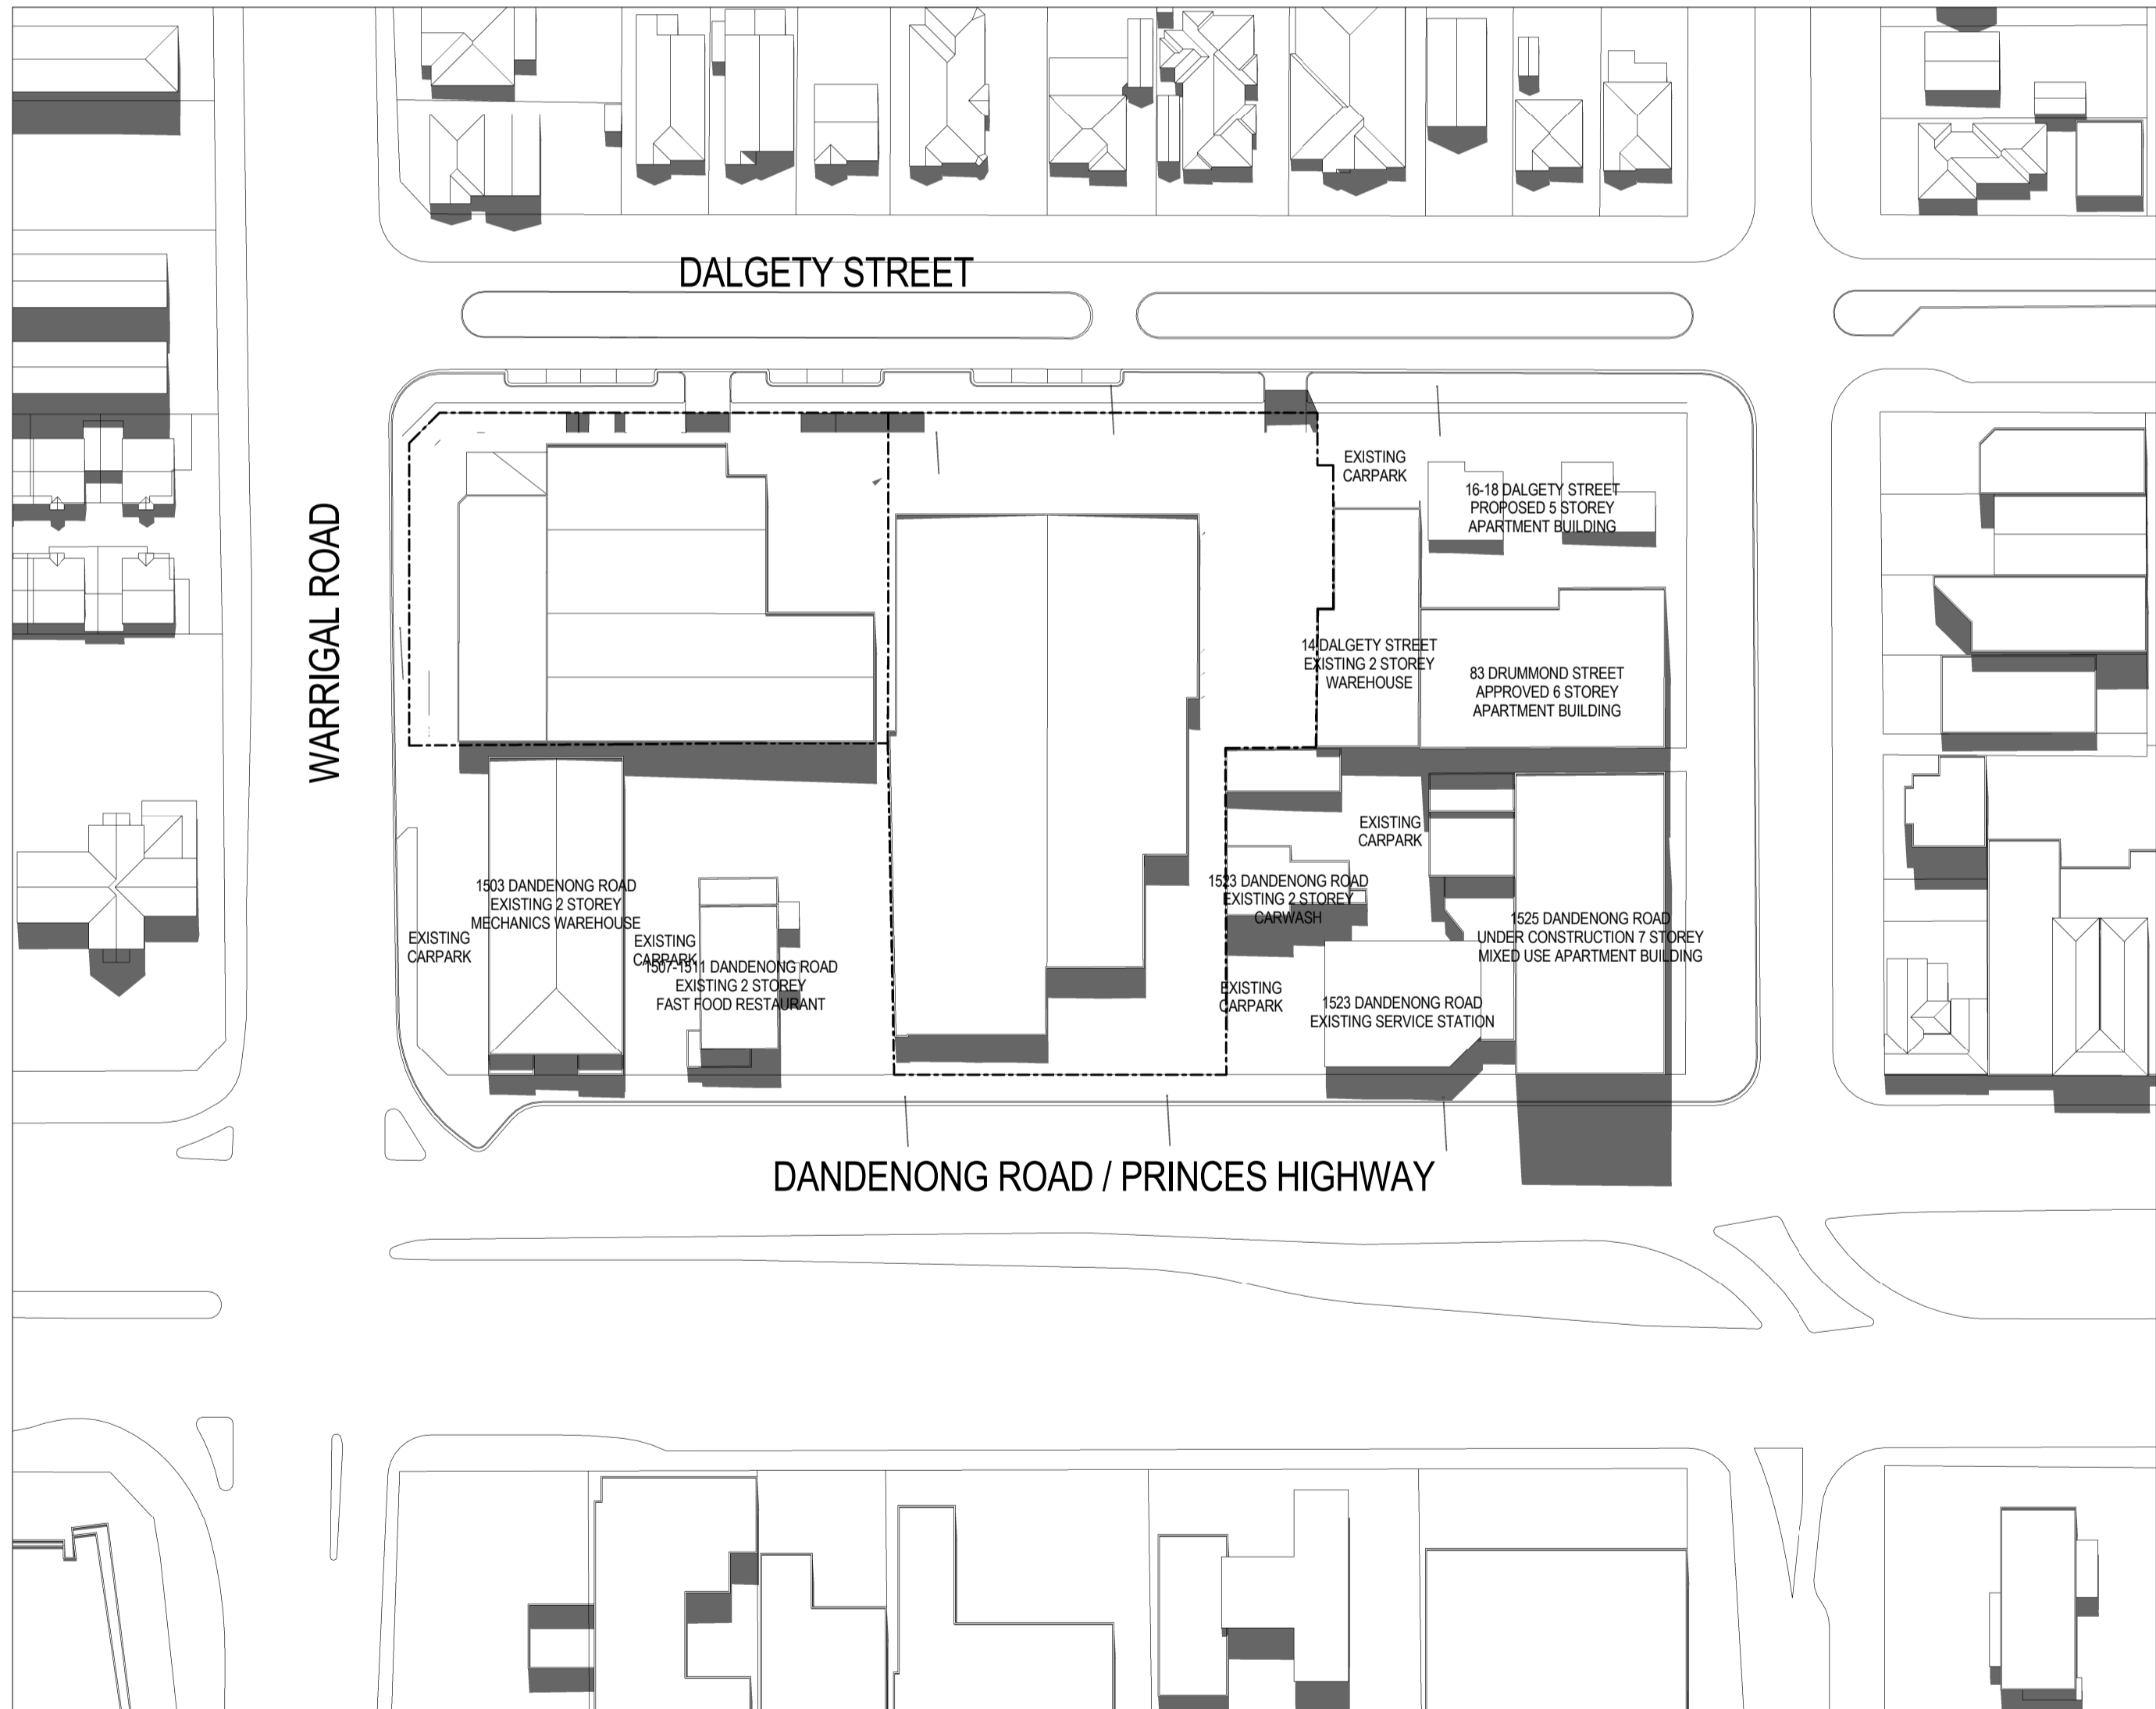 DALGETY STREET
WARRIGAL ROAD
EXISTING
CARPARK
16-18 DALGETY STREET
PROPOSED 5 STOREY
APARTMENT BUILDING
14 DALGETY STREET
EXISTING 2 STOREY
WAREHOUSE
83 DRUMMOND STREET
APPROVED 6 STOREY
APARTMENT BUILDING
EXISTING
CARPARK
1503 DANDENONG ROAD
EXISTING 2 STOREY
MECHANICS WAREHOUSE
EXISTING
CARPARK
EXISTING
CARPARK
1507-1511 DANDENONG ROAD
EXISTING 2 STOREY
FAST FOOD RESTAURANT
1523 DANDENONG ROAD
EXISTING 2 STOREY
CARWASH
1525 DANDENONG ROAD
UNDER CONSTRUCTION 7 STOREY
MIXED USE APARTMENT BUILDING
EXISTING
CARPARK
1523 DANDENONG ROAD
EXISTING SERVICE STATION
DANDENONG ROAD / PRINCES HIGHWAY